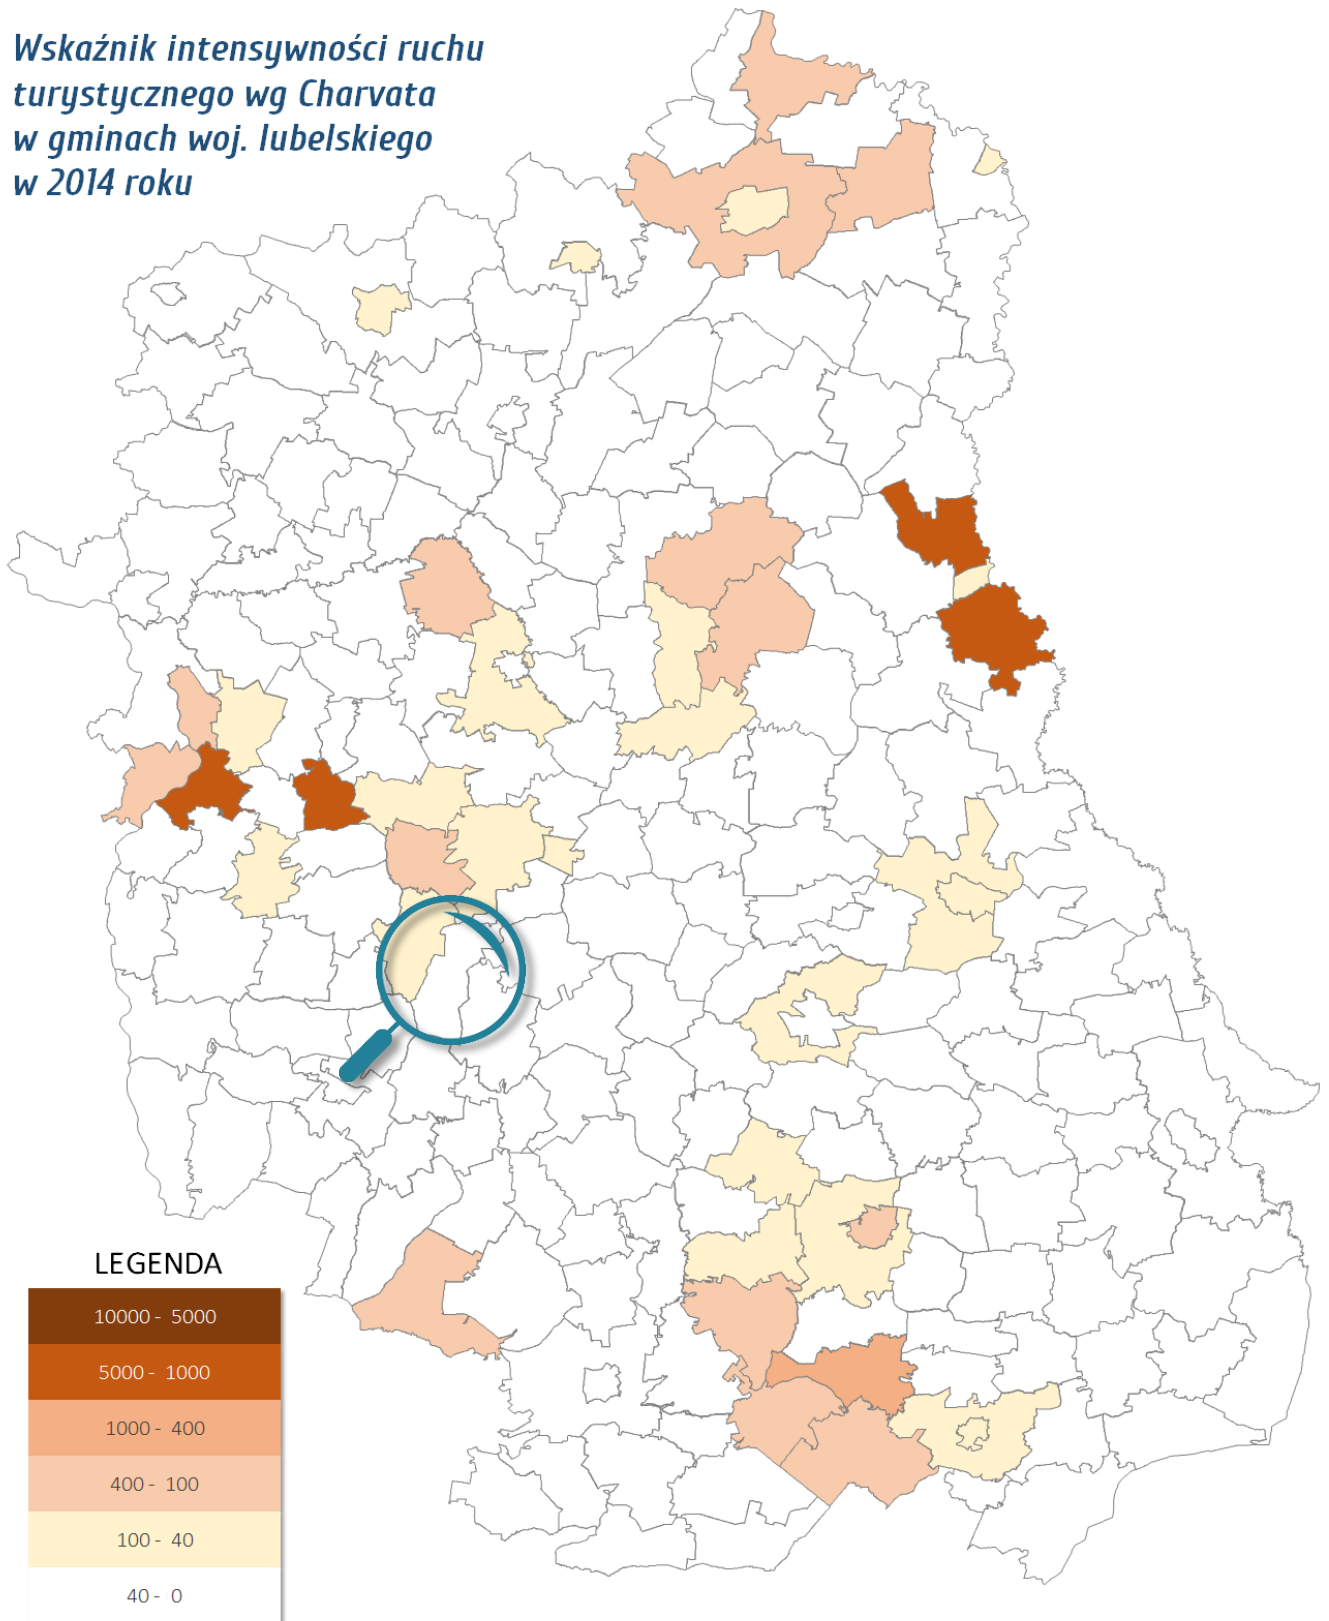 Wskaźnik intensywności ruchu
turystycznego wg Charvata
w gminach woj. lubelskiego
w 2014 roku
LEGENDA
10000 - 5000
5000 - 1000
1000 - 400
400 - 100
100 - 40
40 - 0